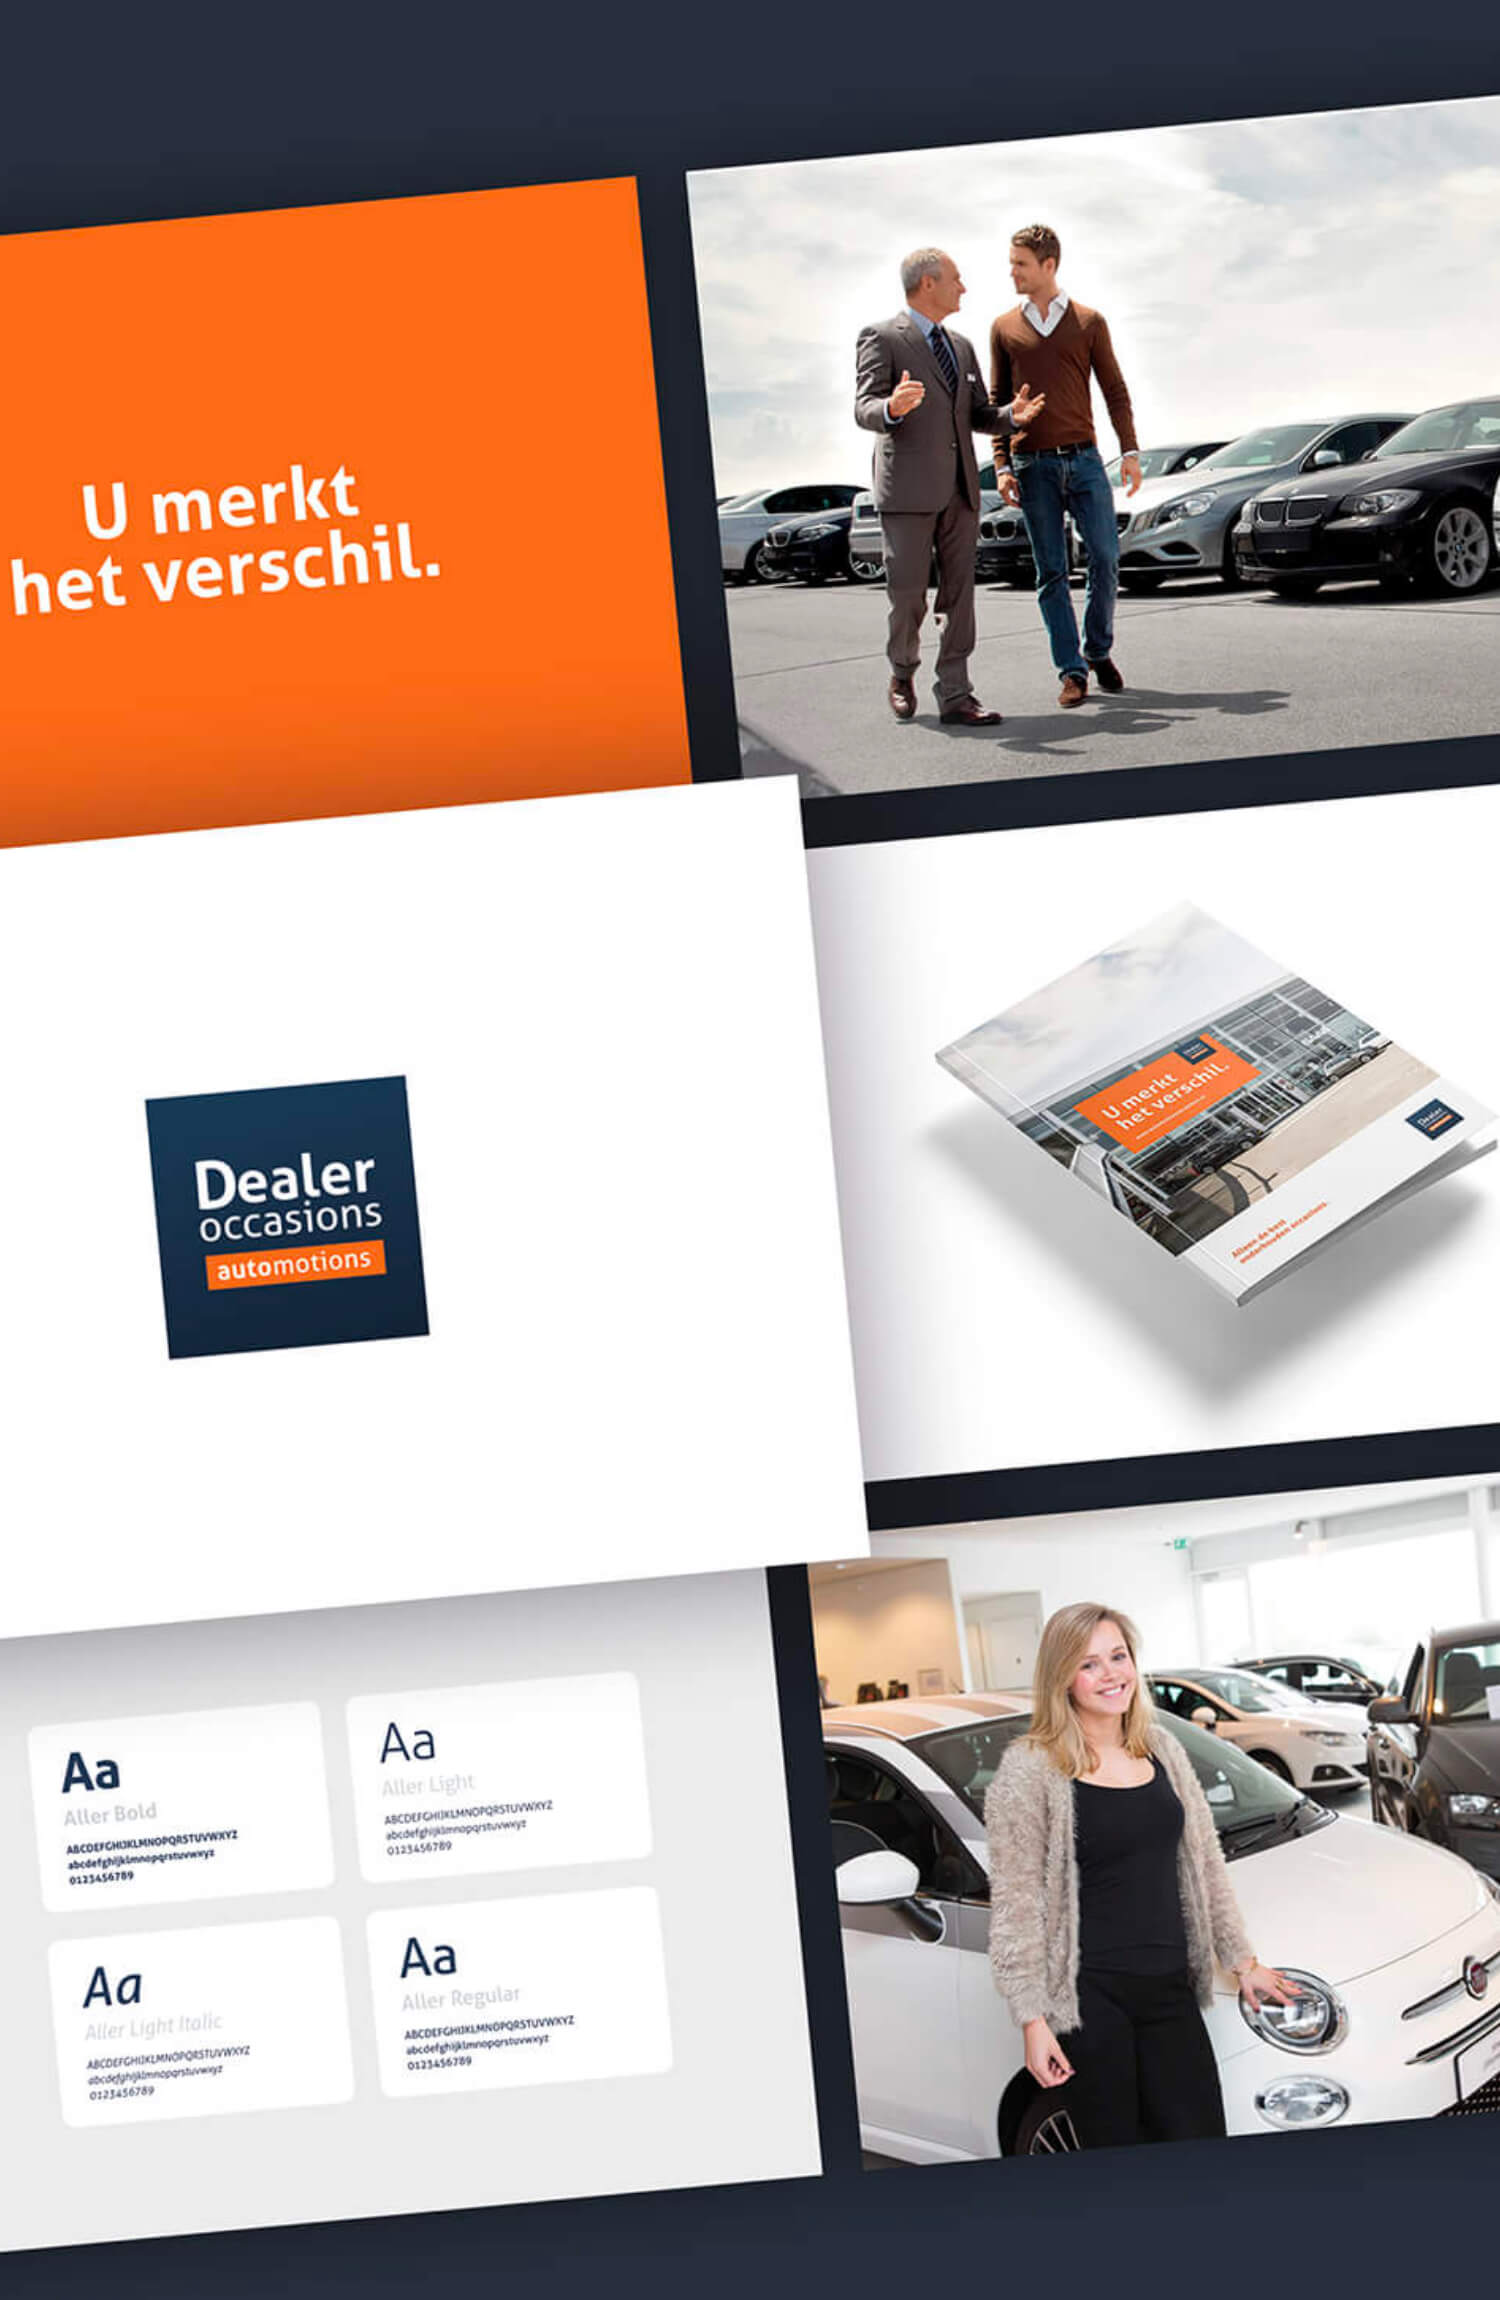 U merkt
het verschil.
Dealer
occasions
automotions
U merkt
het verschil.
Dealer
Alleen de best
onderhouden occasions.
Aa
Aller Bold
ABCDEFGHIJKLMNOPQRSTUVWXYZ
abcdefghijklmnopqrstuvwxyz
0123456789
Aa
Aller Light
ABCDEFGHIJKLMNOPQRSTUVWXYZ
abcdefghijklmnopqrstuvwxyz
0123456789
Aa
Aller Light Italic
ABCDEFGHIJKLMNOPQRSTUVWXYZ
abcdefghijklmnopqrstuvwxyz
0123456789
Aa
Aller Regular
ABCDEFGHIJKLMNOPQRSTUVWXYZ
abcdefghijklmnopqrstuvwxyz
0123456789